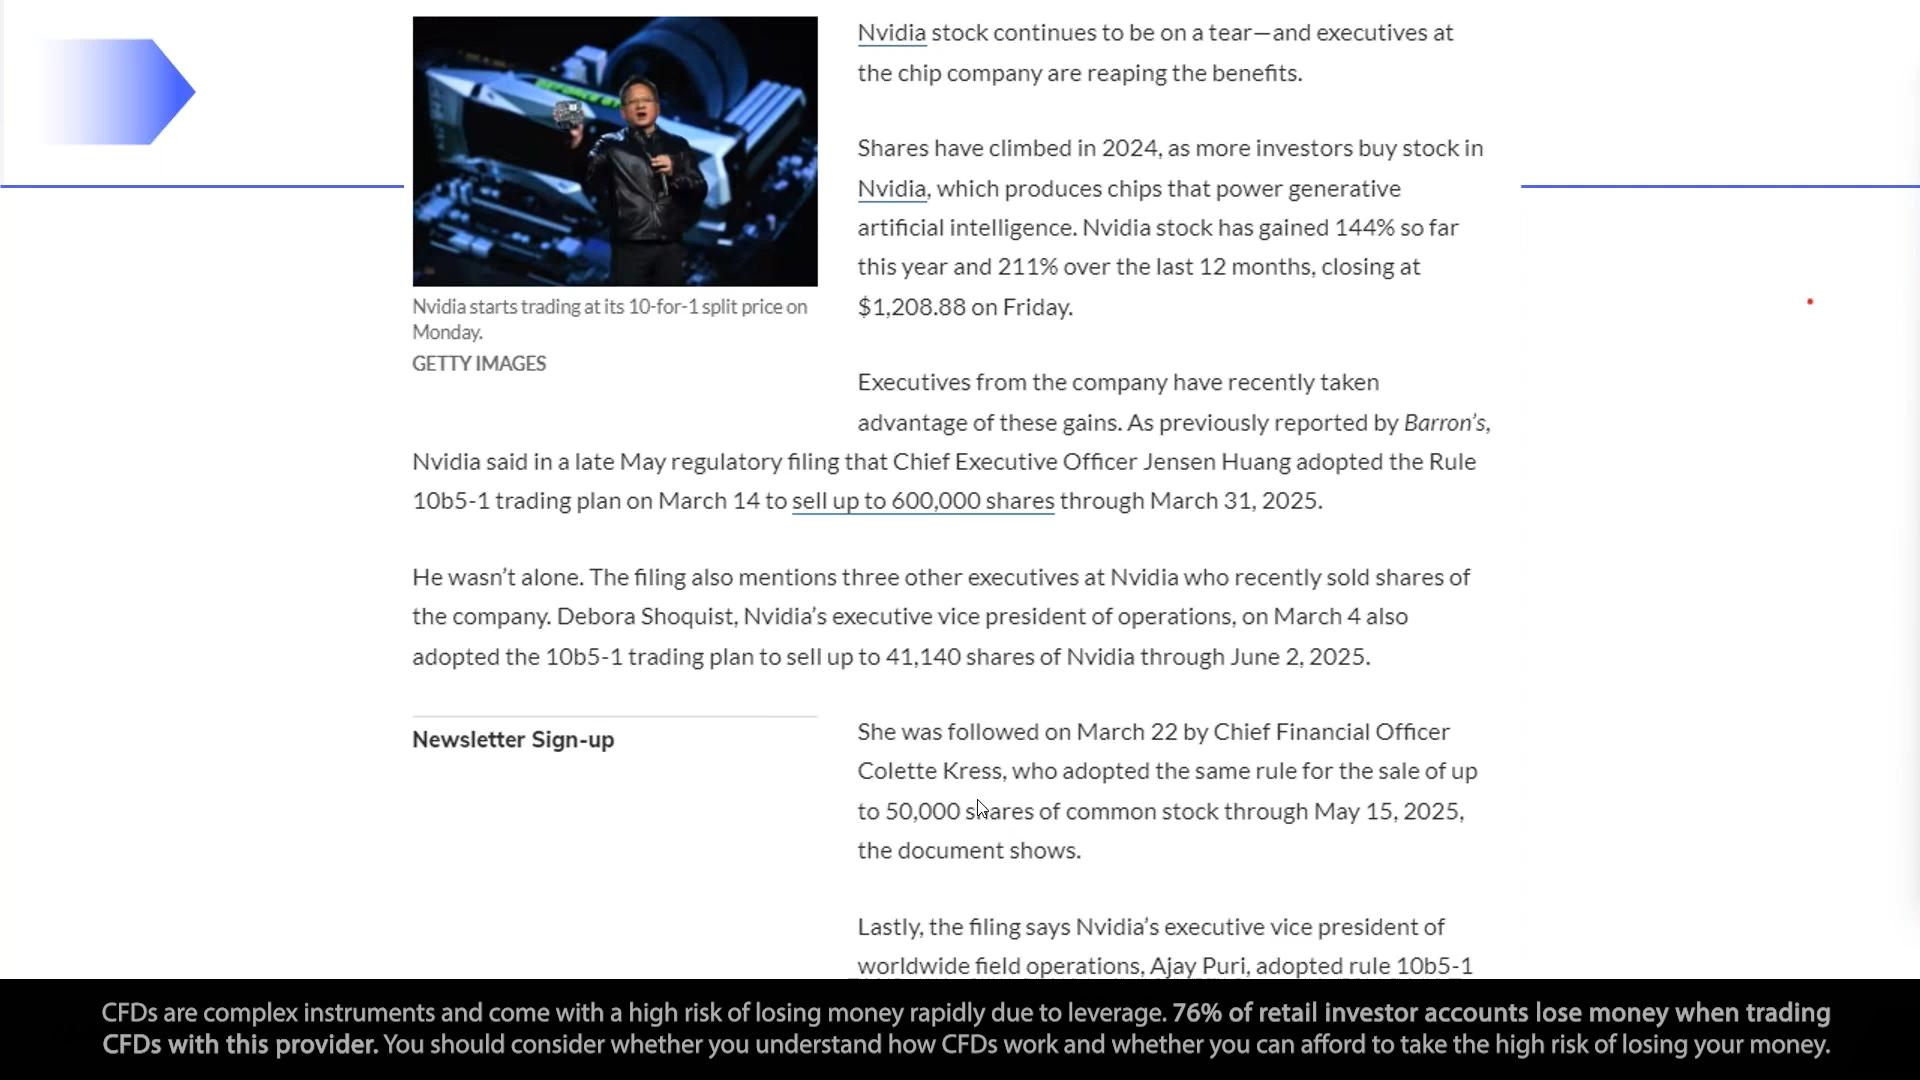 Nvidia stock continues to be on a tear—and executives at
the chip company are reaping the benefits.
Shares have climbed in 2024, as more investors buy stock in
Nvidia, which produces chips that power generative
artificial intelligence. Nvidia stock has gained 144% so far
this year and 211% over the last 12 months, closing at
$1,208.88 on Friday.
Nvidia starts trading at its 10-for-1 split price on
Monday.
GETTY IMAGES
Executives from the company have recently taken
advantage of these gains. As previously reported by Barron’s,
Nvidia said in a late May regulatory filing that Chief Executive Officer Jensen Huang adopted the Rule
10b5-1 trading plan on March 14 to sell up to 600,000 shares through March 31, 2025.
He wasn’t alone. The filing also mentions three other executives at Nvidia who recently sold shares of
the company. Debora Shoquist, Nvidia’s executive vice president of operations, on March 4 also
adopted the 10b5-1 trading plan to sell up to 41,140 shares of Nvidia through June 2, 2025.
Newsletter Sign-up
She was followed on March 22 by Chief Financial Officer
Colette Kress, who adopted the same rule for the sale of up
to 50,000 shares of common stock through May 15, 2025,
the document shows.
Lastly, the filing says Nvidia’s executive vice president of
worldwide field operations, Ajay Puri, adopted rule 10b5-1
CFDs are complex instruments and come with a high risk of losing money rapidly due to leverage. 76% of retail investor accounts lose money when trading
CFDs with this provider. You should consider whether you understand how CFDs work and whether you can afford to take the high risk of losing your money.